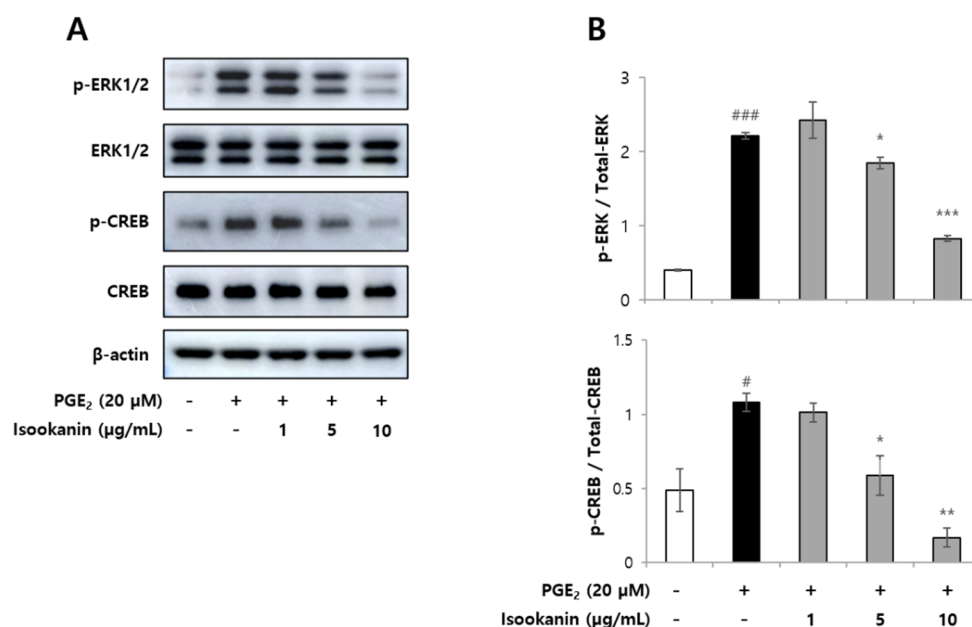 A
p-ERK1/2
ERK1/2
p-CREB
CREB
β-actin
PGE₂ (20 μM) - + + + +
Isookanin (μg/mL) - - 1 5 10
B
p-ERK / Total-ERK
3
2
1
0
###
*
***
p-CREB / Total-CREB
1.5
1
0.5
0
#
*
**
PGE₂ (20 μM) - + + + +
Isookanin (μg/mL) - - 1 5 10